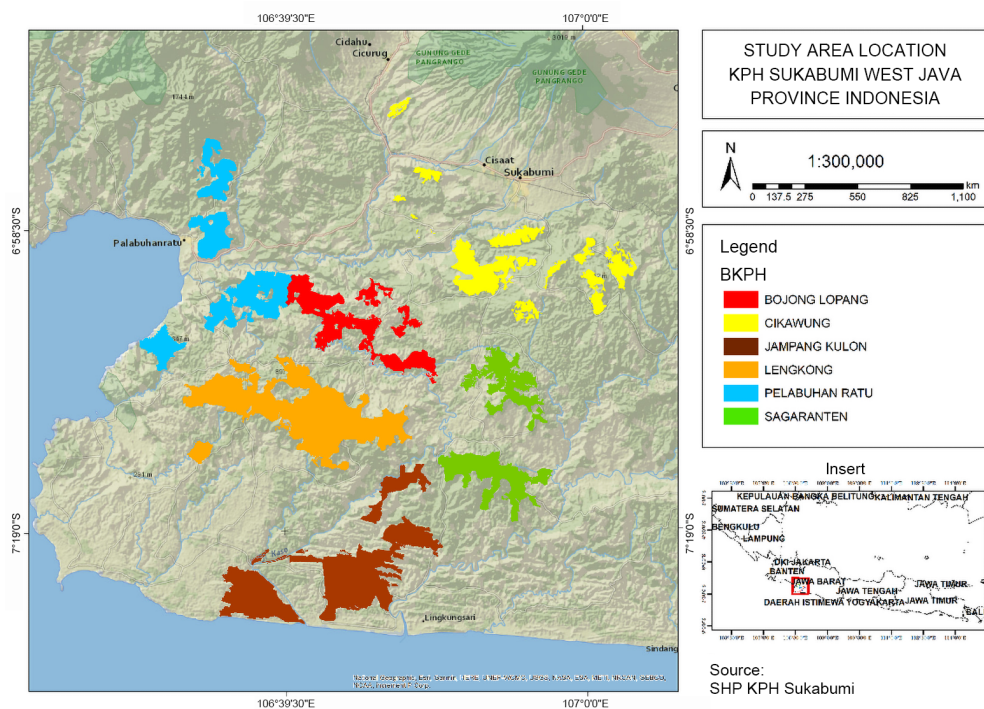 106°39'30"E
107°0'0"E
Cidahu
Cicurug
3010 m
GUNUNG GEDE
PANGRANGO
GUNUNG GEDE
PANGRANGO
1744 m
Cisaat
Sukabumi
6°58'30"S
6°58'30"S
Palabuhanratu
7°19'0"S
7°19'0"S
Lingkungsari
Sindang
106°39'30"E
107°0'0"E
STUDY AREA LOCATION
KPH SUKABUMI WEST JAVA
PROVINCE INDONESIA
N
1:300,000
km
0 137.5 275 550 825 1,100
Legend
BKPH
BOJONG LOPANG
CIKAWUNG
JAMPANG KULON
LENGKONG
PELABUHAN RATU
SAGARANTEN
Insert
KEPULAUAN BANGKA BELITUNG
KALIMANTAN TENGAH
SUMATERA SELATAN
BENGKULU
LAMPUNG
DKI JAKARTA
BANTEN
JAWA BARAT
JAWA TENGAH
JAWA TIMUR
DAERAH ISTIMEWA YOGYAKARTA
JAWA TIMUR
BALI
Source:
SHP KPH Sukabumi